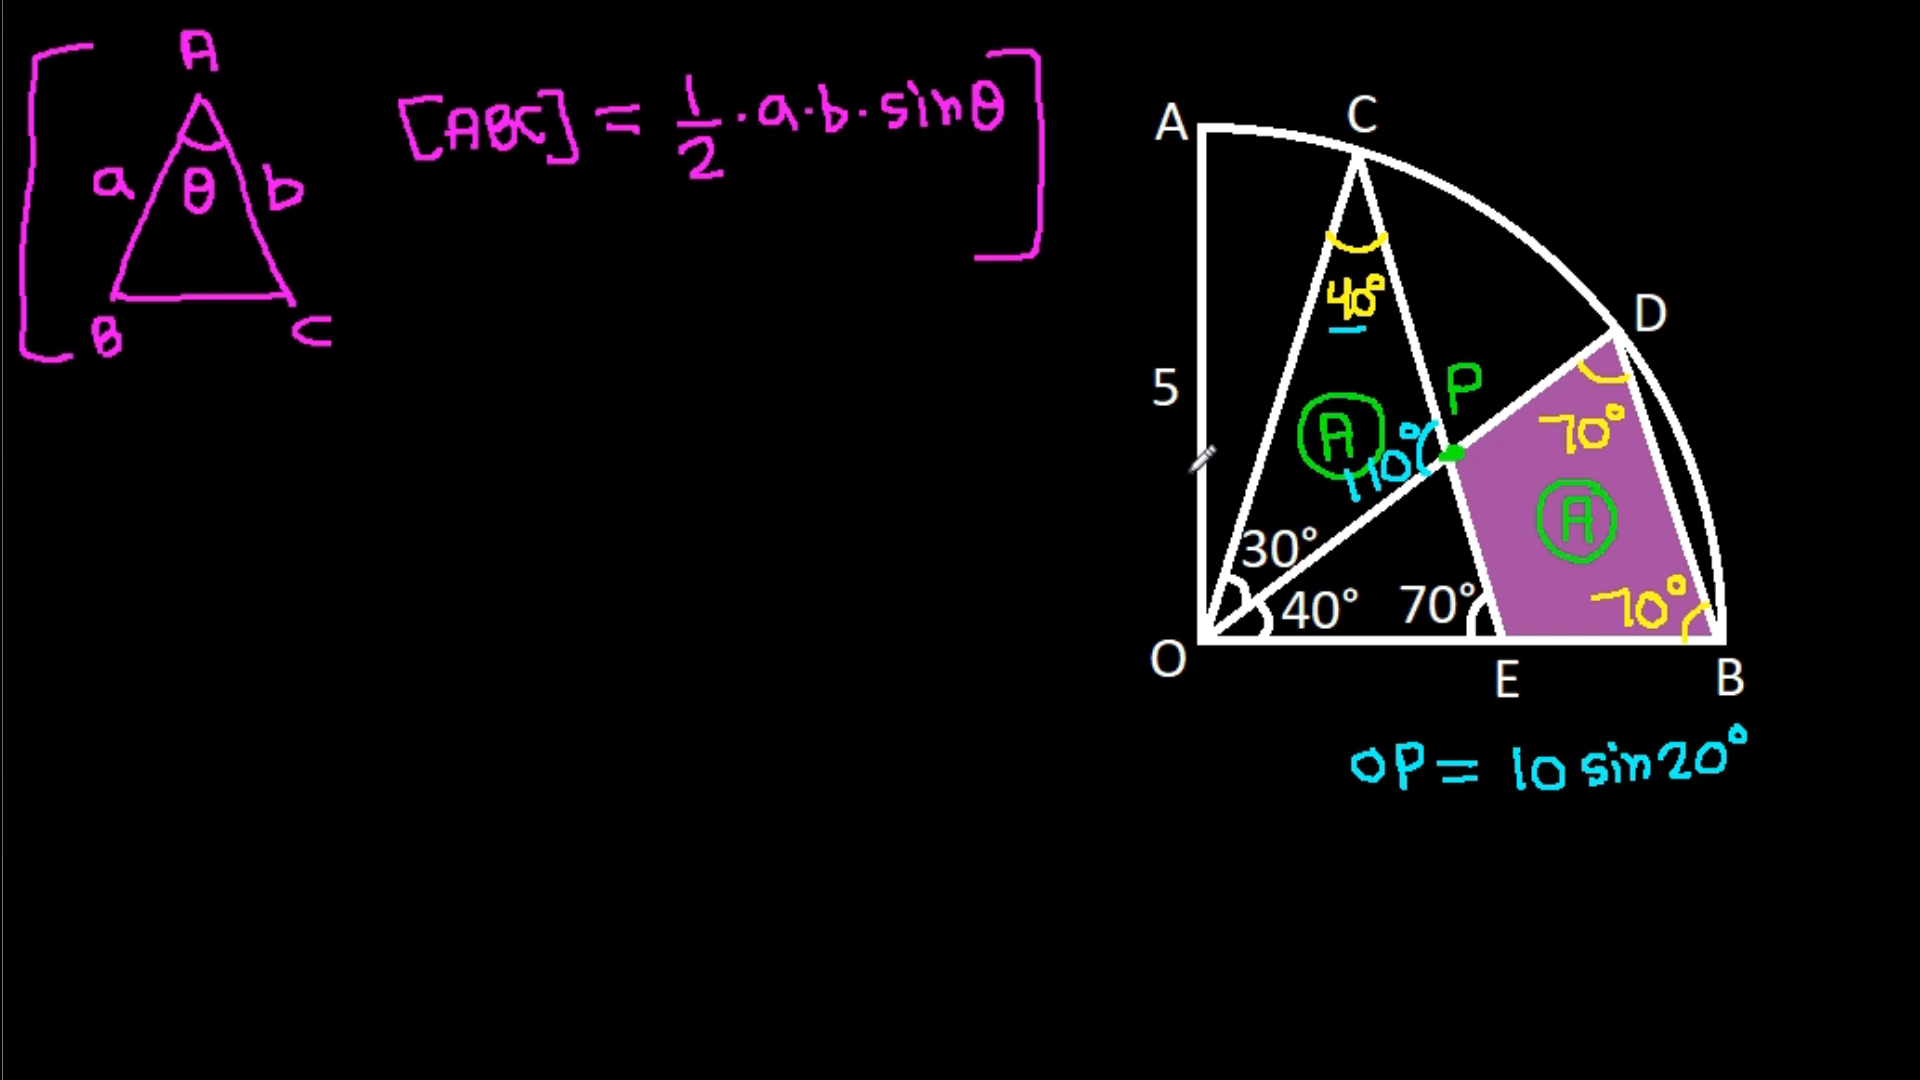 A
[ABC] = 1/2 · a · b · sinθ
a θ b
B C
A C
D
40°
5 P
A 110° 70°
A
30°
40° 70° 70°
O E B
OP = 10 sin20°